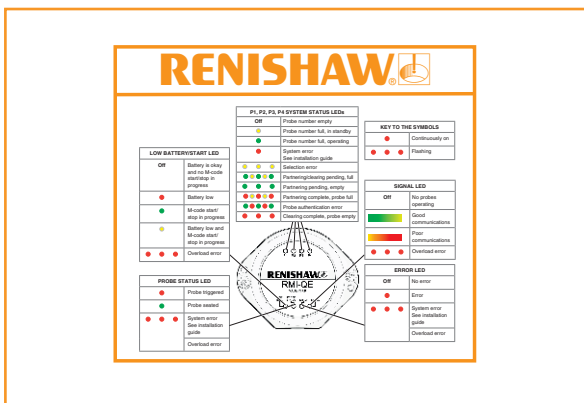 RENISHAW®
P1, P2, P3, P4 SYSTEM STATUS LEDs
Off Probe number empty
Probe number full, in standby
Probe number full, operating
System error
See installation guide
Selection error
Partnering/clearing pending, full
Partnering pending, empty
Partnering complete, probe full
Probe authentication error
Clearing complete, probe empty
KEY TO THE SYMBOLS
Continuously on
Flashing
LOW BATTERY/START LED
Off Battery is okay
and no M-code
start/stop in
progress
Battery low
M-code start/
stop in progress
Battery low and
M-code start/
stop in progress
Overload error
SIGNAL LED
Off No probes
operating
Good
communications
Poor
communications
Overload error
PROBE STATUS LED
Probe triggered
Probe seated
System error
See installation
guide
Overload error
ERROR LED
Off No error
Error
System error
See installation
guide
Overload error
RENISHAW
RMI-QE